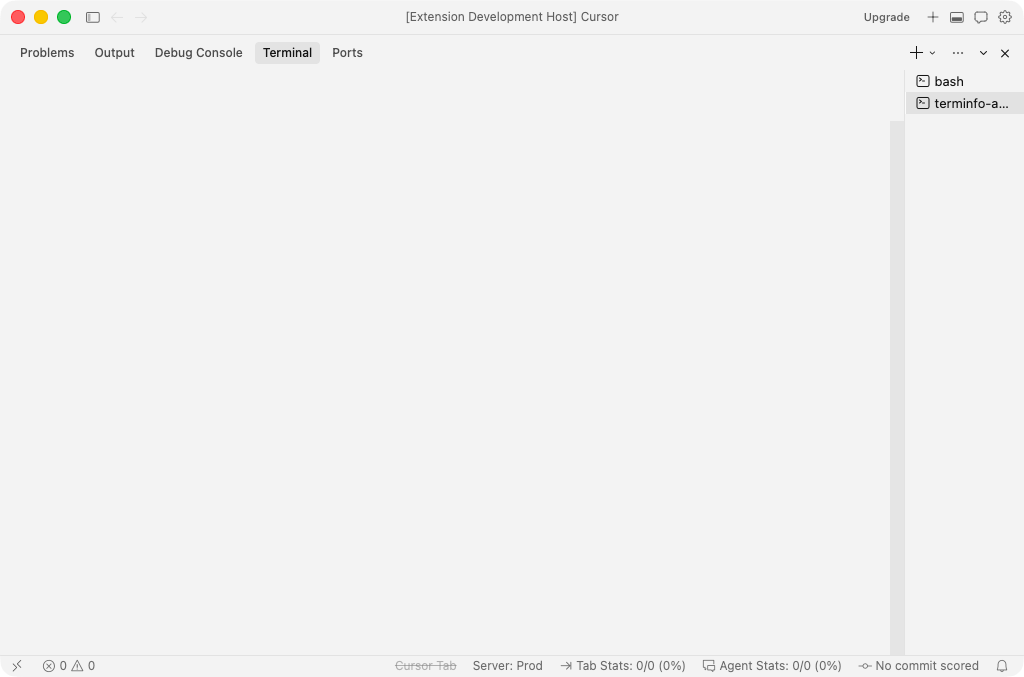 [Extension Development Host] Cursor
Upgrade
Problems Output Debug Console Terminal Ports
bash
terminfo-a...
0 0 Cursor Tab Server: Prod Tab Stats: 0/0 (0%) Agent Stats: 0/0 (0%) No commit scored